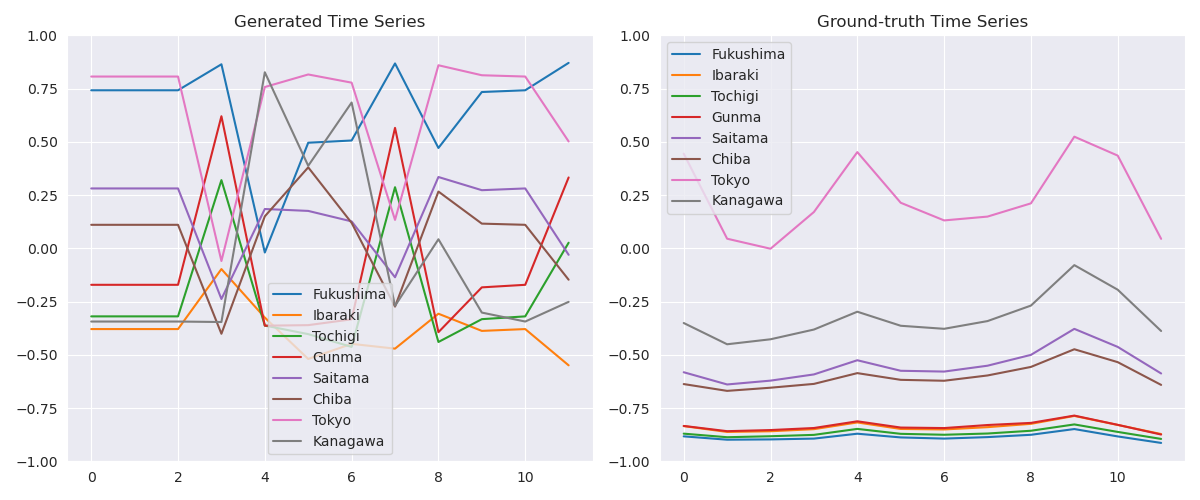 Generated Time Series
1.00
0.75
0.50
0.25
0.00
−0.25
−0.50
−0.75
−1.00
0 2 4 6 8 10
Fukushima
Ibaraki
Tochigi
Gunma
Saitama
Chiba
Tokyo
Kanagawa
Ground-truth Time Series
1.00
0.75
0.50
0.25
0.00
−0.25
−0.50
−0.75
−1.00
0 2 4 6 8 10
Fukushima
Ibaraki
Tochigi
Gunma
Saitama
Chiba
Tokyo
Kanagawa